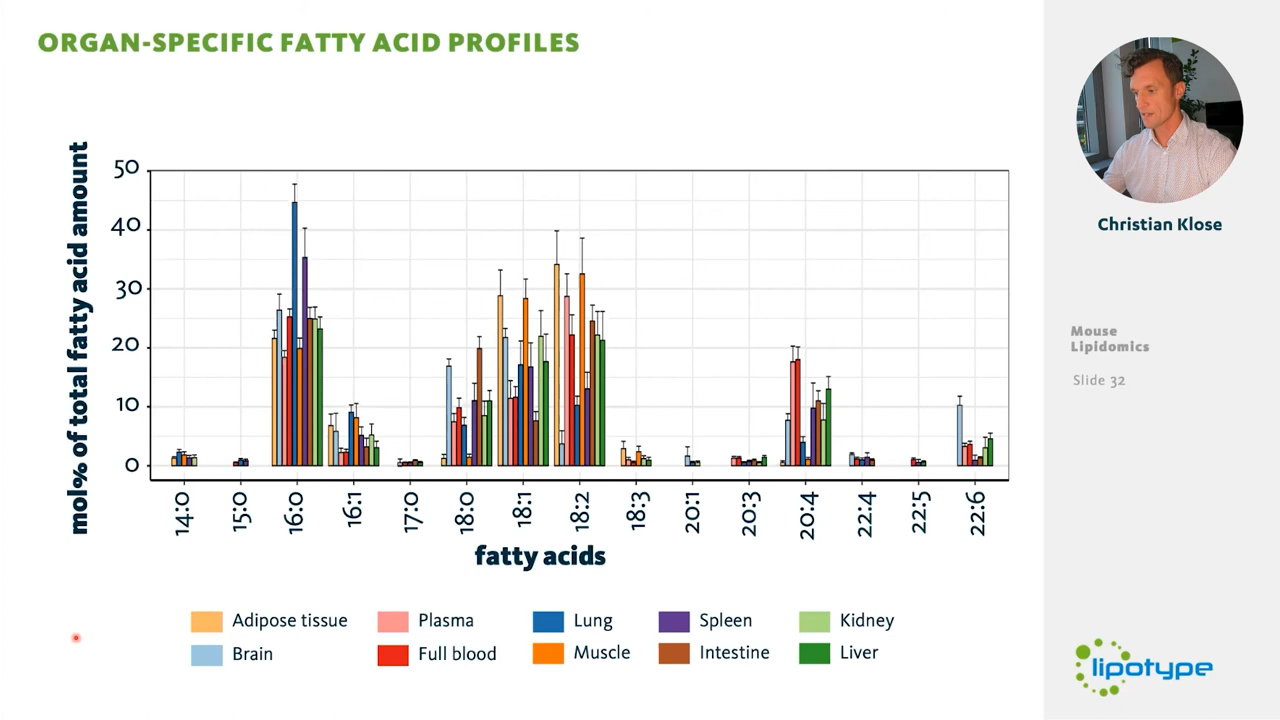 ORGAN-SPECIFIC FATTY ACID PROFILES
mol% of total fatty acid amount
50
40
30
20
10
0
14:0
15:0
16:0
16:1
17:0
18:0
18:1
18:2
18:3
20:1
20:3
20:4
22:4
22:5
22:6
fatty acids
Adipose tissue
Plasma
Lung
Spleen
Kidney
Brain
Full blood
Muscle
Intestine
Liver
Christian Klose
Mouse
Lipidomics
Slide 32
lipotype